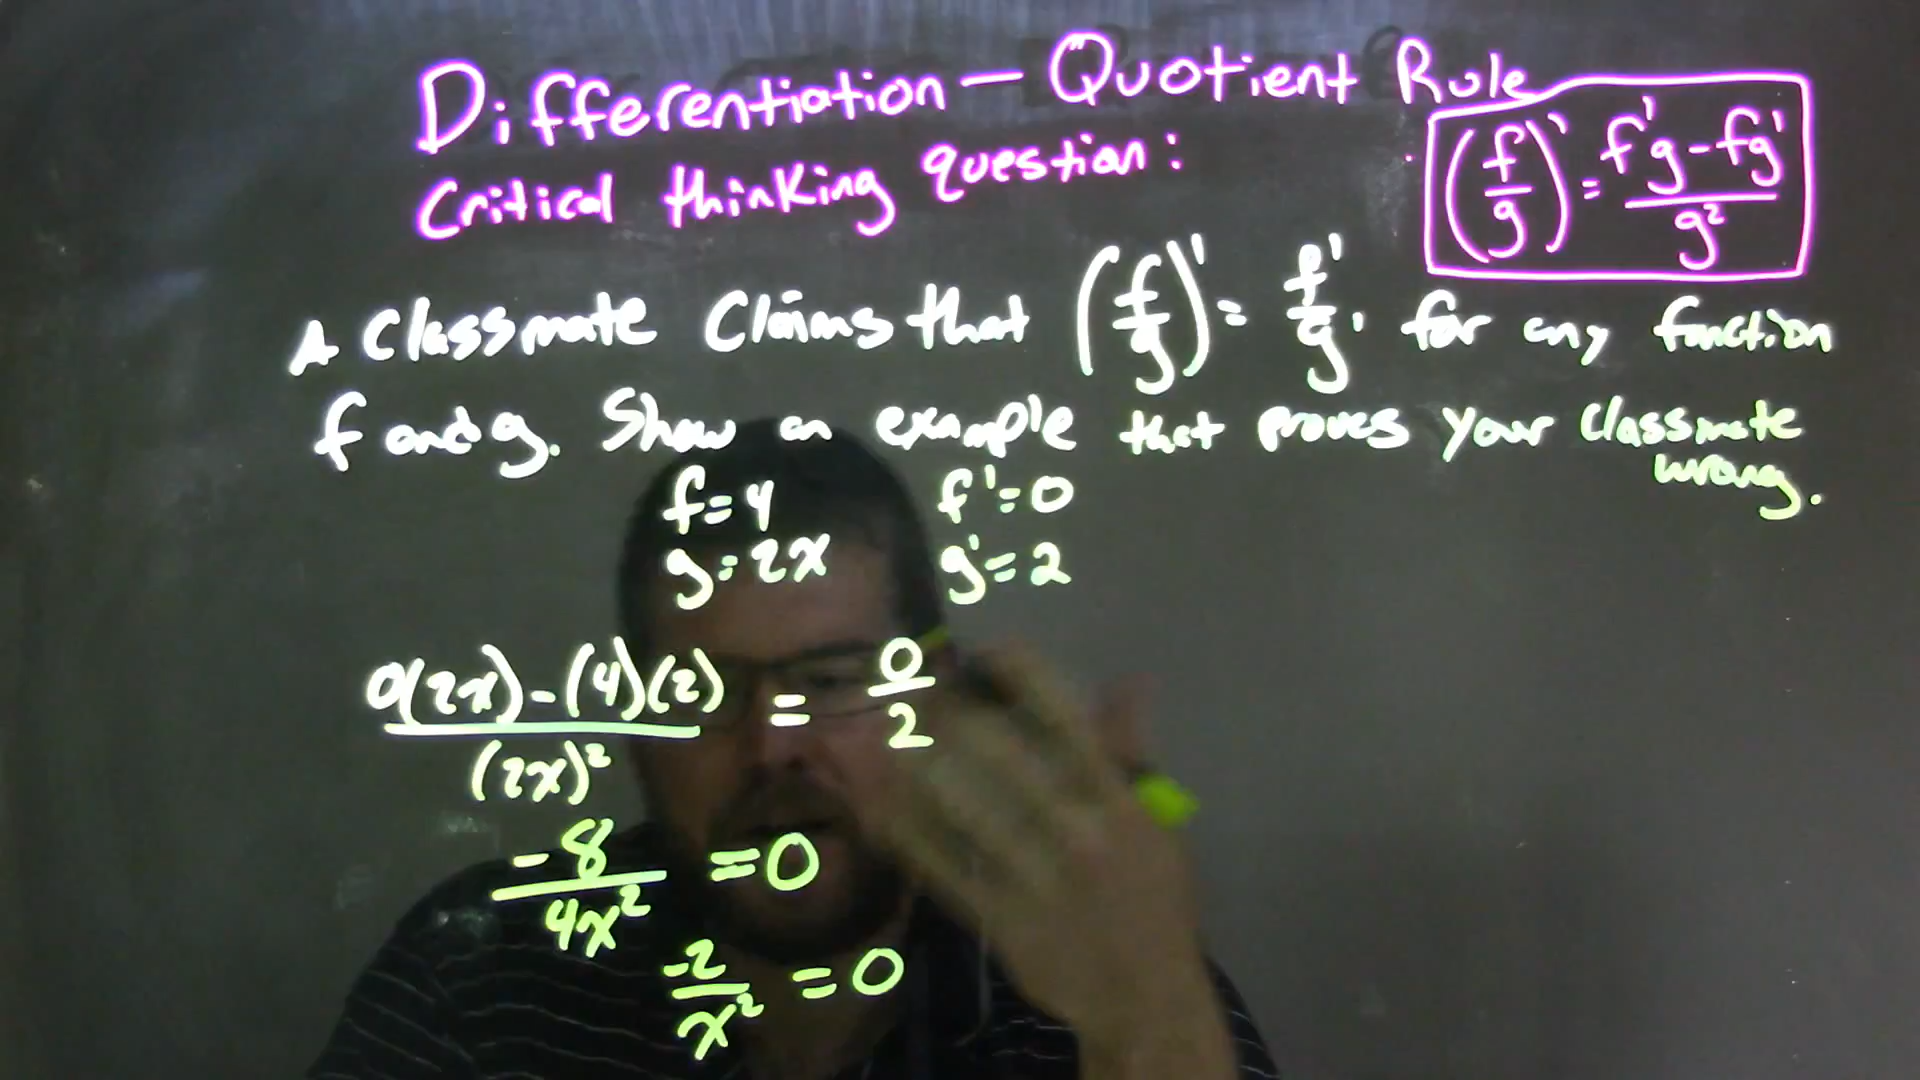 Differentiation — Quotient Rule
Critical thinking question:
(f/g)' = f'g - fg' / g²
A classmate claims that (f/g)' = f'/g' for any function
f and g. Show an example that proves your classmate
wrong.
f = 4 f' = 0
g = 2x g' = 2
0(2x) - (4)(2) / (2x)² = 0/2
-8 / 4x² = 0
-2 / x² = 0